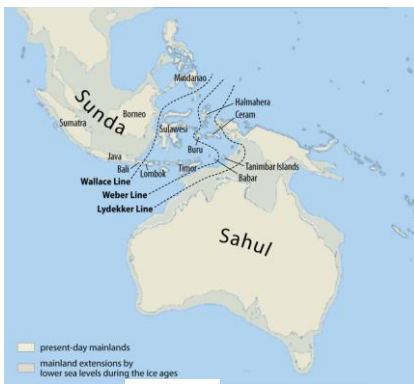 Mindanao
Halmahera
Ceram
Sunda
Borneo
Sumatra
Sulawesi
Buru
Java
Bali
Lombok
Timor
Tanimbar Islands
Babar
Wallace Line
Weber Line
Lydekker Line
Sahul
present-day mainlands
mainland extensions by
lower sea levels during the ice ages